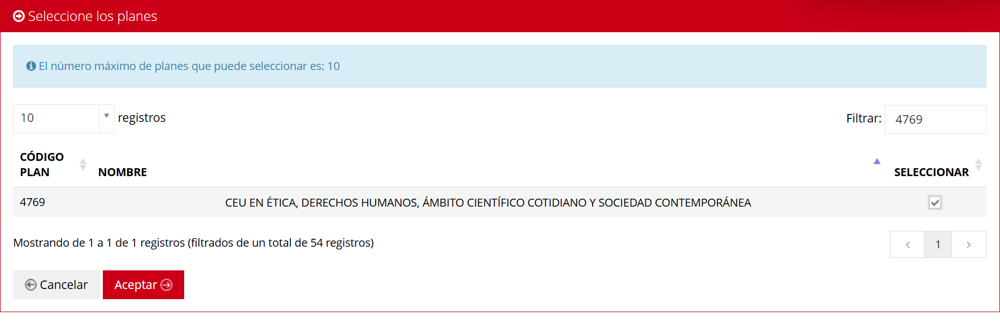 Seleccione los planes
El número máximo de planes que puede seleccionar es: 10
10 registros
Filtrar: 4769
CÓDIGO PLAN
NOMBRE
SELECCIONAR
4769 CEU EN ÉTICA, DERECHOS HUMANOS, ÁMBITO CIENTÍFICO COTIDIANO Y SOCIEDAD CONTEMPORÁNEA
Mostrando de 1 a 1 de 1 registros (filtrados de un total de 54 registros)
1
Cancelar Aceptar